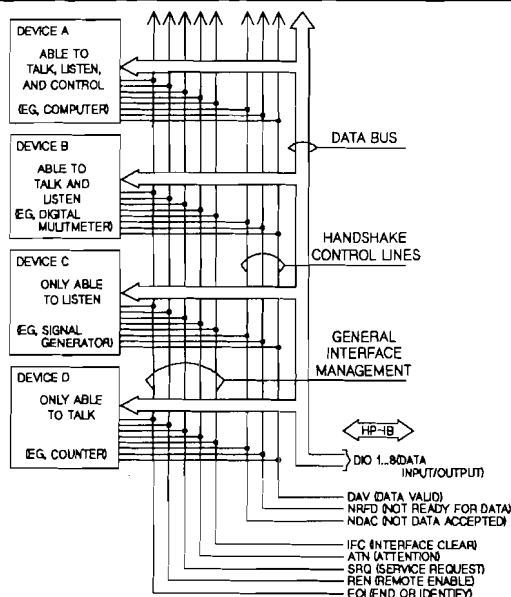 DEVICE A
ABLE TO
TALK, LISTEN,
AND CONTROL
(EG, COMPUTER)
DEVICE B
ABLE TO
TALK AND
LISTEN
(EG, DIGITAL
MULITMETER)
DEVICE C
ONLY ABLE
TO LISTEN
(EG, SIGNAL
GENERATOR)
DEVICE D
ONLY ABLE
TO TALK
(EG, COUNTER)
DATA BUS
HANDSHAKE
CONTROL LINES
GENERAL
INTERFACE
MANAGEMENT
HP-IB
DIO 1...8(DATA
INPUT/OUTPUT)
DAV (DATA VALID)
NRFD (NOT READY FOR DATA)
NDAC (NOT DATA ACCEPTED)
IFC (INTERFACE CLEAR)
ATN (ATTENTION)
SRQ (SERVICE REQUEST)
REN (REMOTE ENABLE)
EOI (END OR IDENTIFY)